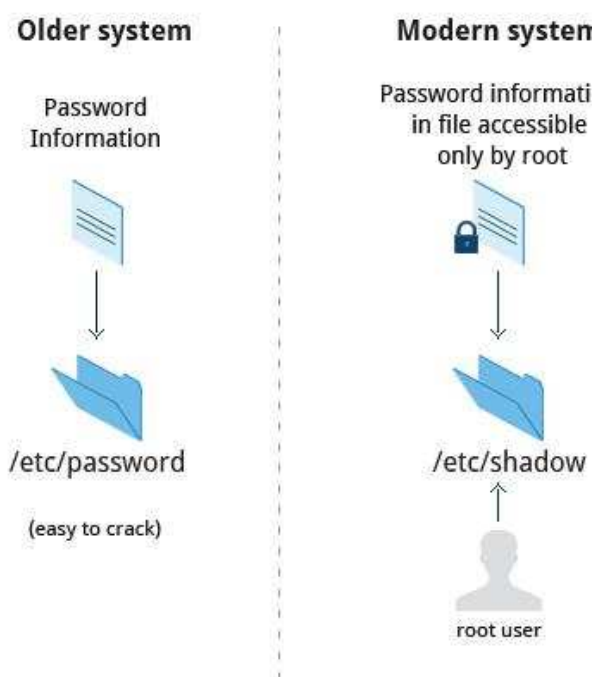 Older system
Password
Information
/etc/password
(easy to crack)
Modern system
Password informati
in file accessible
only by root
/etc/shadow
root user